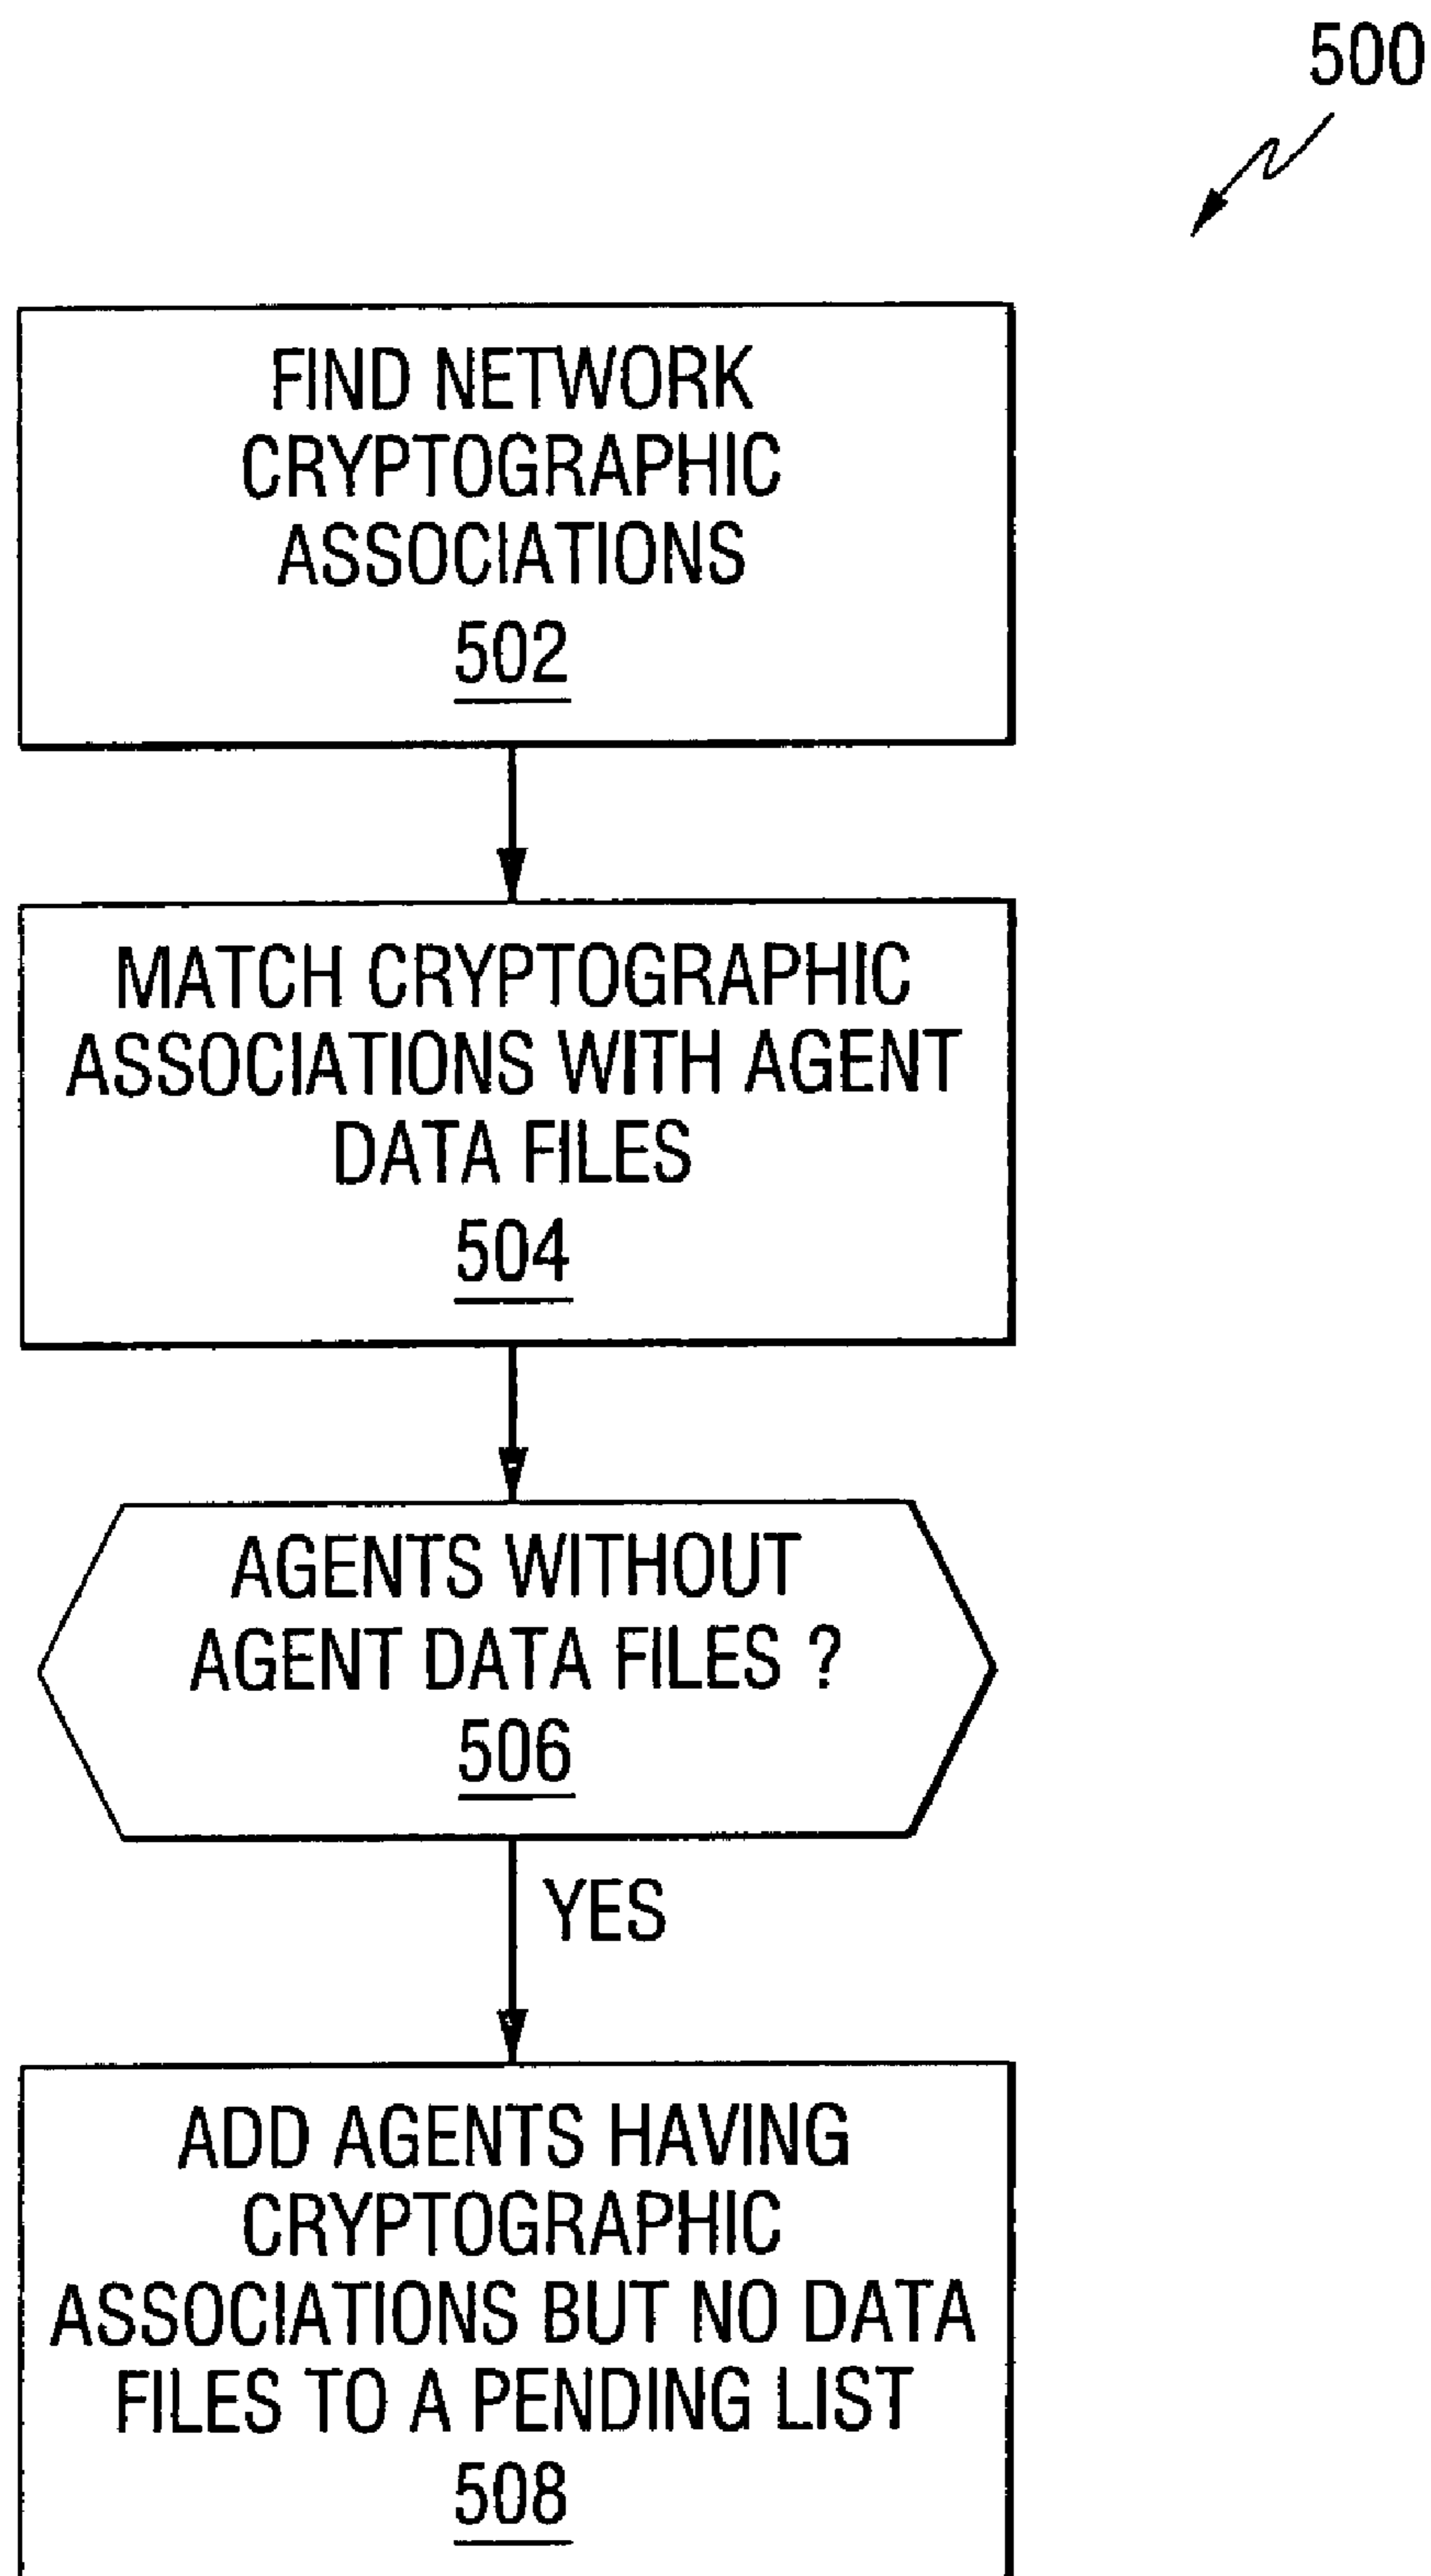 500
FIND NETWORK
CRYPTOGRAPHIC
ASSOCIATIONS
502
MATCH CRYPTOGRAPHIC
ASSOCIATIONS WITH AGENT
DATA FILES
504
AGENTS WITHOUT
AGENT DATA FILES ?
506
YES
ADD AGENTS HAVING
CRYPTOGRAPHIC
ASSOCIATIONS BUT NO DATA
FILES TO A PENDING LIST
508